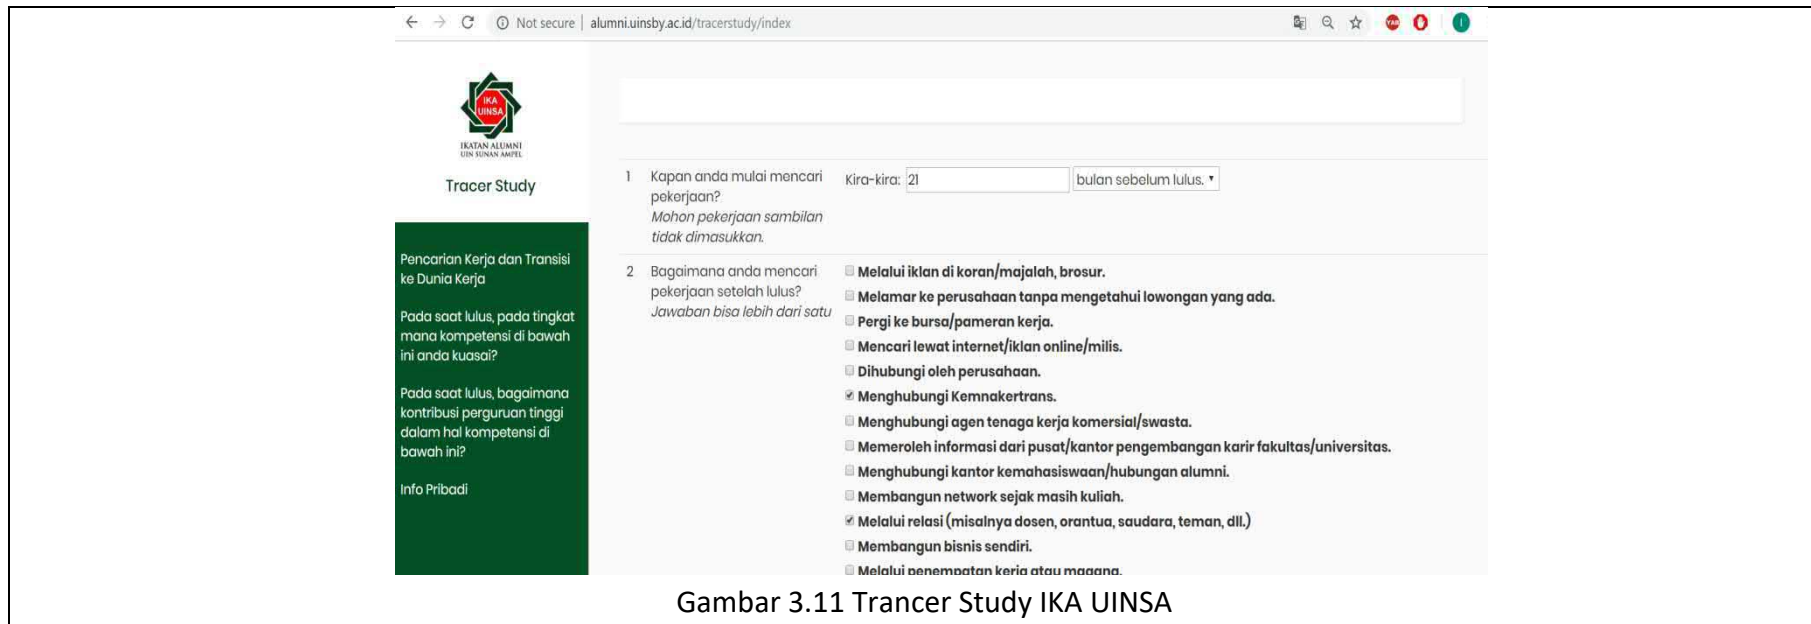 Not secure | alumni.uinsby.ac.id/tracerstudy/index
IKA
UINSA
IKATAN ALUMNI
UIN SUNAN AMPEL
Tracer Study
Pencarian Kerja dan Transisi
ke Dunia Kerja
Pada saat lulus, pada tingkat
mana kompetensi di bawah
ini anda kuasai?
Pada saat lulus, bagaimana
kontribusi perguruan tinggi
dalam hal kompetensi di
bawah ini?
Info Pribadi
1 Kapan anda mulai mencari
pekerjaan?
Mohon pekerjaan sambilan
tidak dimasukkan.
Kira-kira: 21 bulan sebelum lulus.
2 Bagaimana anda mencari
pekerjaan setelah lulus?
Jawaban bisa lebih dari satu
Melalui iklan di koran/majalah, brosur.
Melamar ke perusahaan tanpa mengetahui lowongan yang ada.
Pergi ke bursa/pameran kerja.
Mencari lewat internet/iklan online/milis.
Dihubungi oleh perusahaan.
Menghubungi Kemnakertrans.
Menghubungi agen tenaga kerja komersial/swasta.
Memeroleh informasi dari pusat/kantor pengembangan karir fakultas/universitas.
Menghubungi kantor kemahasiswaan/hubungan alumni.
Membangun network sejak masih kuliah.
Melalui relasi (misalnya dosen, orantua, saudara, teman, dll.)
Membangun bisnis sendiri.
Melalui penempatan kerja atau magang.
Gambar 3.11 Trancer Study IKA UINSA